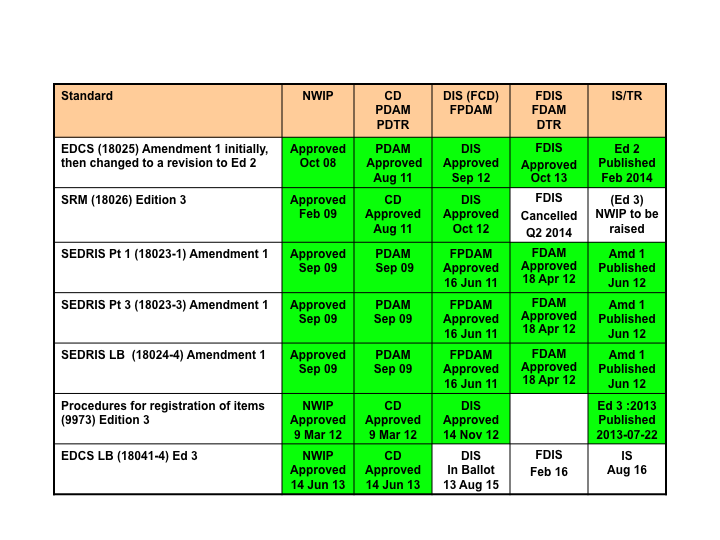 Standard
NWIP
CD
PDAM
PDTR
DIS (FCD)
FPDAM
FDIS
FDAM
DTR
IS/TR
EDCS (18025) Amendment 1 initially,
then changed to a revision to Ed 2
Approved
Oct 08
PDAM
Approved
Aug 11
DIS
Approved
Sep 12
FDIS
Approved
Oct 13
Ed 2
Published
Feb 2014
SRM (18026) Edition 3
Approved
Feb 09
CD
Approved
Aug 11
DIS
Approved
Oct 12
FDIS
Cancelled
Q2 2014
(Ed 3)
NWIP to be
raised
SEDRIS Pt 1 (18023-1) Amendment 1
Approved
Sep 09
PDAM
Sep 09
FPDAM
Approved
16 Jun 11
FDAM
Approved
18 Apr 12
Amd 1
Published
Jun 12
SEDRIS Pt 3 (18023-3) Amendment 1
Approved
Sep 09
PDAM
Sep 09
FPDAM
Approved
16 Jun 11
FDAM
Approved
18 Apr 12
Amd 1
Published
Jun 12
SEDRIS LB (18024-4) Amendment 1
Approved
Sep 09
PDAM
Sep 09
FPDAM
Approved
16 Jun 11
FDAM
Approved
18 Apr 12
Amd 1
Published
Jun 12
Procedures for registration of items
(9973) Edition 3
NWIP
Approved
9 Mar 12
CD
Approved
9 Mar 12
DIS
Approved
14 Nov 12
Ed 3 :2013
Published
2013-07-22
EDCS LB (18041-4) Ed 3
NWIP
Approved
14 Jun 13
CD
Approved
14 Jun 13
DIS
In Ballot
13 Aug 15
FDIS
Feb 16
IS
Aug 16